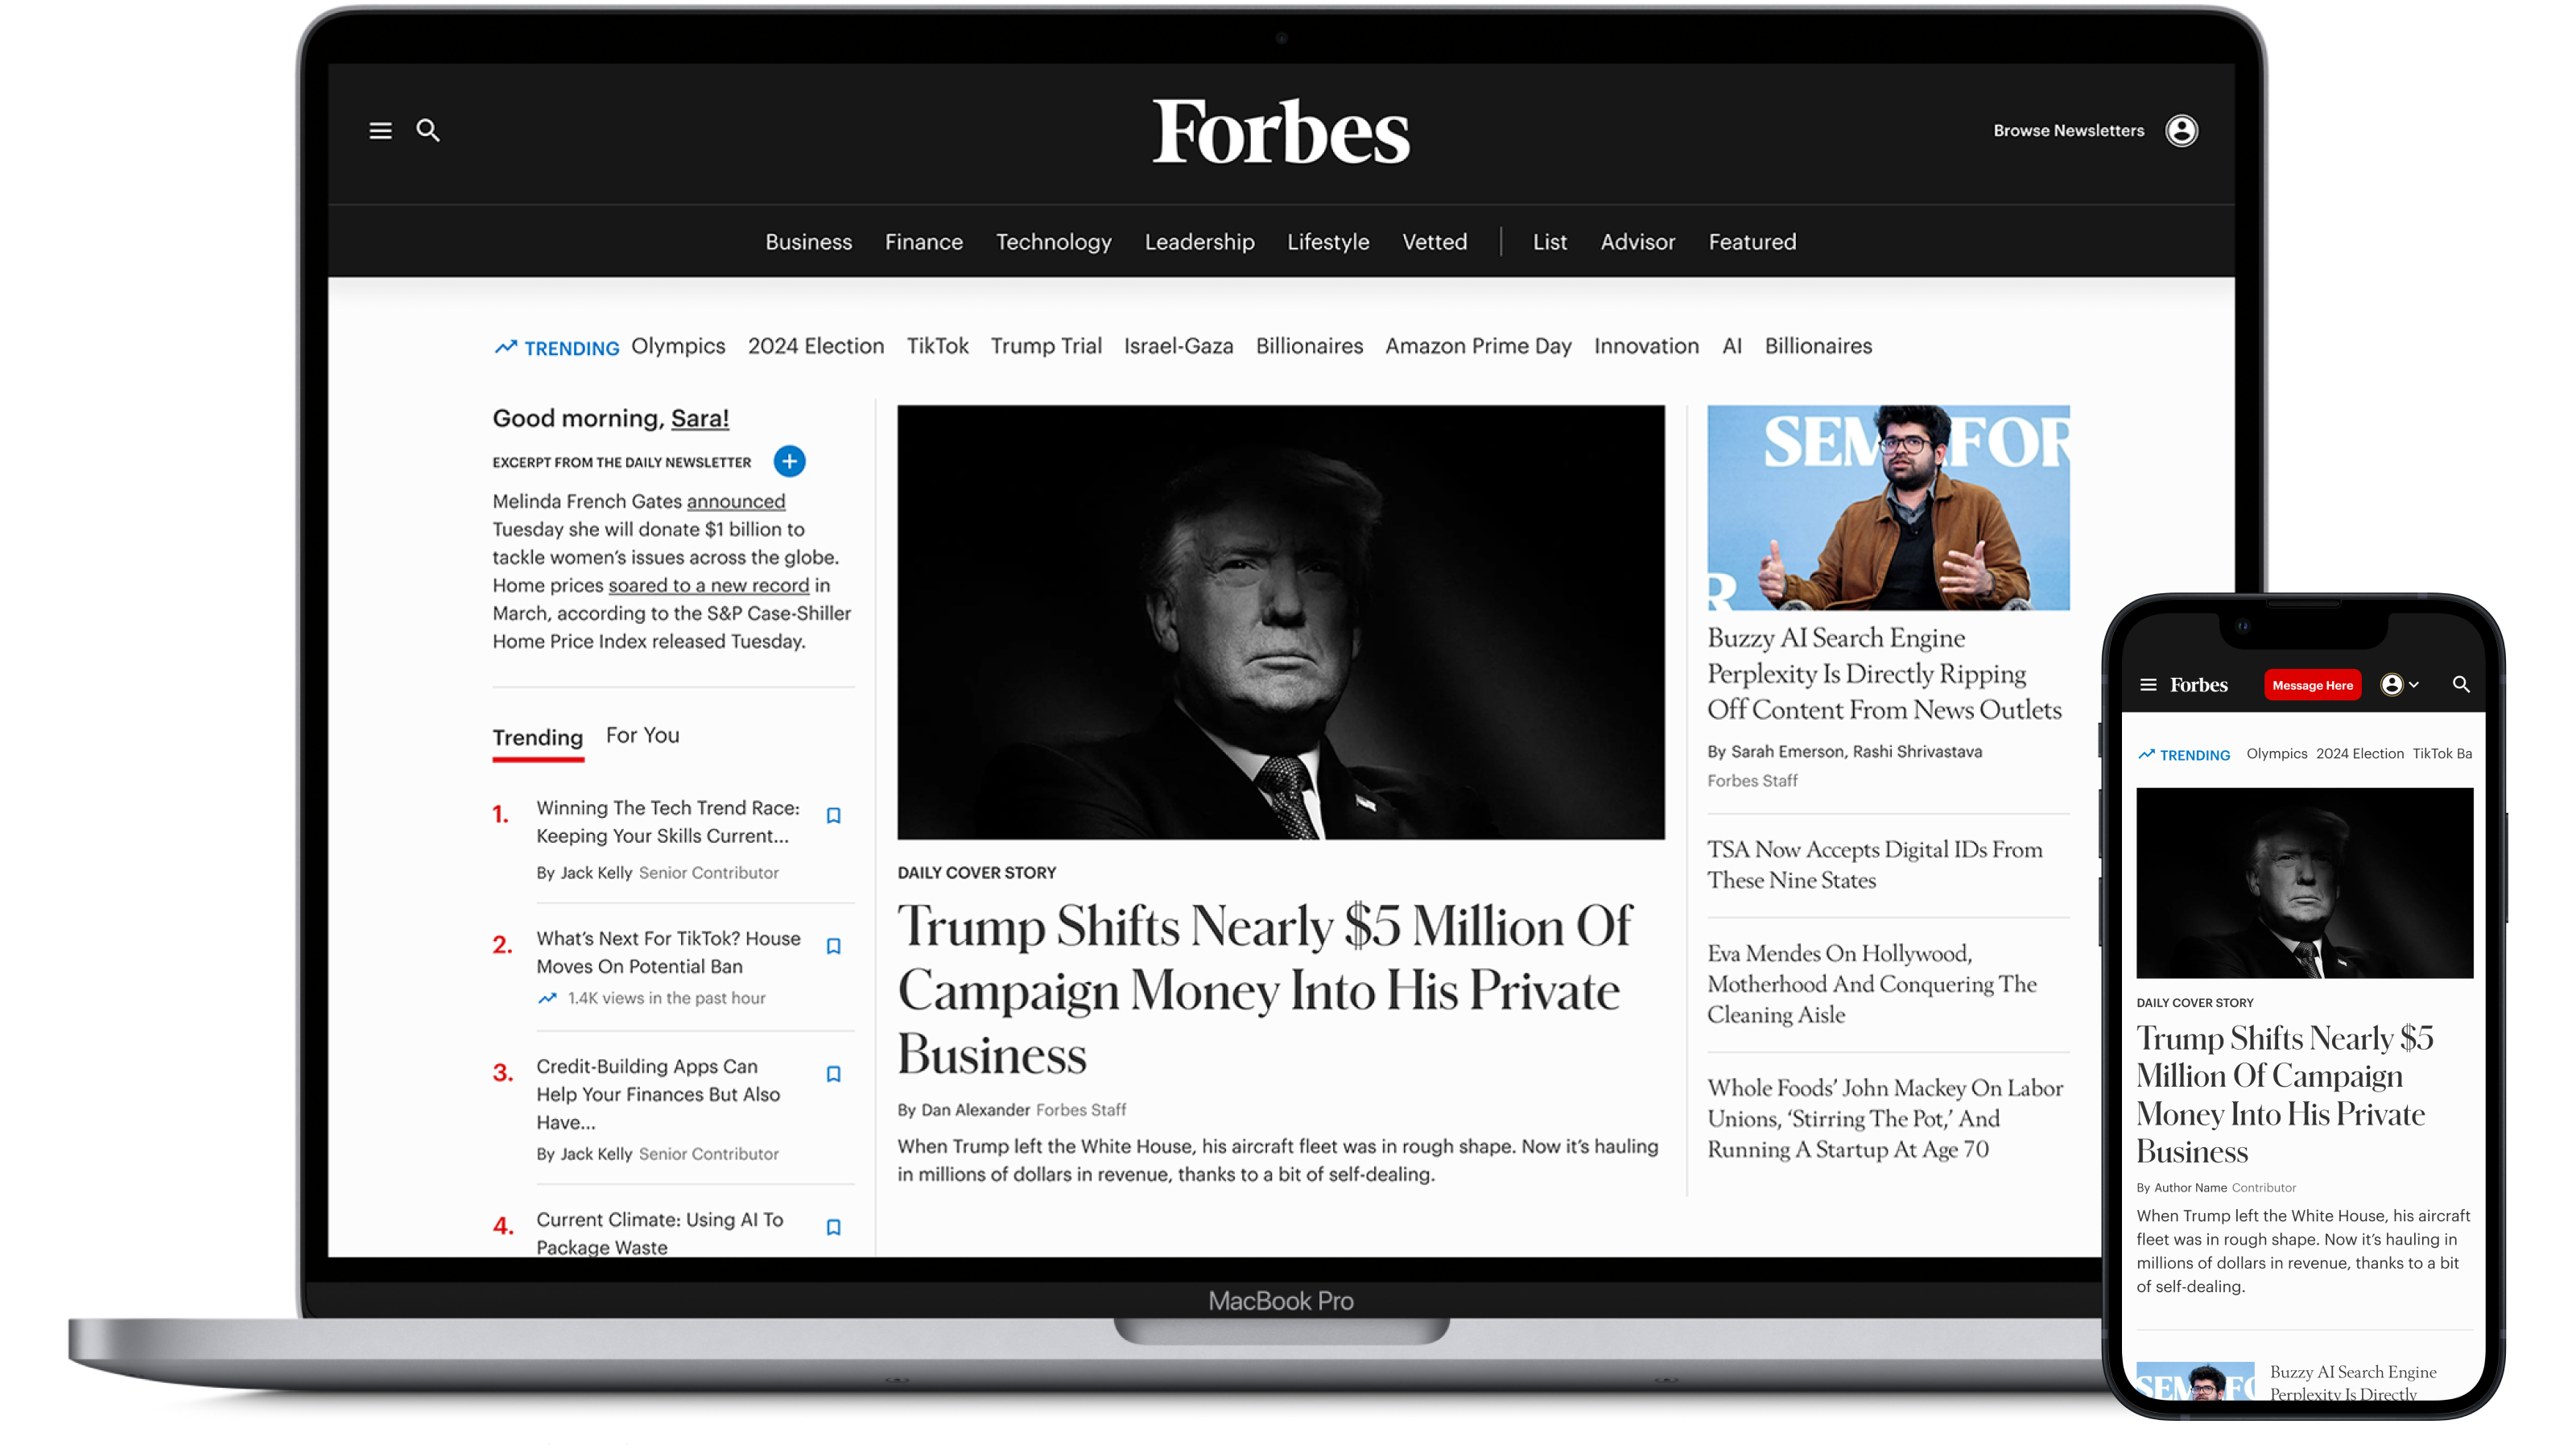 Forbes
Browse Newsletters
Business Finance Technology Leadership Lifestyle Vetted List Advisor Featured
TRENDING Olympics 2024 Election TikTok Trump Trial Israel-Gaza Billionaires Amazon Prime Day Innovation AI Billionaires
Good morning, Sara!
EXCERPT FROM THE DAILY NEWSLETTER
Melinda French Gates announced
Tuesday she will donate $1 billion to
tackle women's issues across the globe.
Home prices soared to a new record in
March, according to the S&P Case-Shiller
Home Price Index released Tuesday.
Trending For You
1. Winning The Tech Trend Race:
Keeping Your Skills Current...
By Jack Kelly Senior Contributor
2. What's Next For TikTok? House
Moves On Potential Ban
1.4K views in the past hour
3. Credit-Building Apps Can
Help Your Finances But Also
Have...
By Jack Kelly Senior Contributor
4. Current Climate: Using AI To
Package Waste
DAILY COVER STORY
Trump Shifts Nearly $5 Million Of
Campaign Money Into His Private
Business
By Dan Alexander Forbes Staff
When Trump left the White House, his aircraft fleet was in rough shape. Now it's hauling
in millions of dollars in revenue, thanks to a bit of self-dealing.
SEM FOR
R
Buzzy AI Search Engine
Perplexity Is Directly Ripping
Off Content From News Outlets
By Sarah Emerson, Rashi Shrivastava
Forbes Staff
TSA Now Accepts Digital IDs From
These Nine States
Eva Mendes On Hollywood,
Motherhood And Conquering The
Cleaning Aisle
Whole Foods' John Mackey On Labor
Unions, 'Stirring The Pot,' And
Running A Startup At Age 70
MacBook Pro
Forbes Message Here
TRENDING Olympics 2024 Election TikTok Ba
DAILY COVER STORY
Trump Shifts Nearly $5
Million Of Campaign
Money Into His Private
Business
By Author Name Contributor
When Trump left the White House, his aircraft
fleet was in rough shape. Now it's hauling in
millions of dollars in revenue, thanks to a bit
of self-dealing.
SEM FO
Buzzy AI Search Engine
Perplexity Is Directly